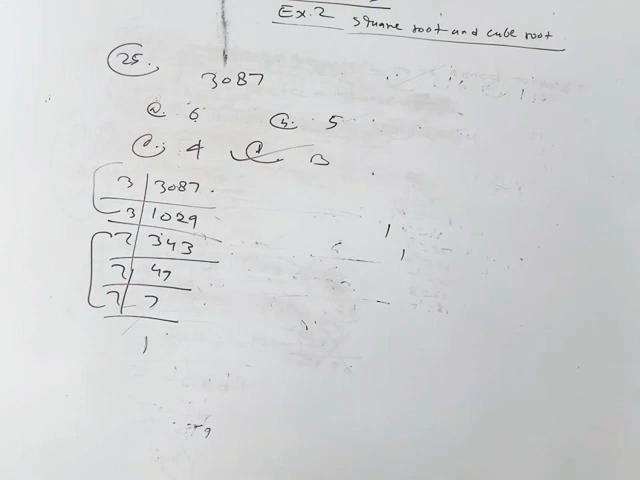 Ex.2 square root and cube root
25.
3087
a. 6 b. 5
c. 4 d 3
3 3087.
3 1029
7 343
7 49
7 7
1